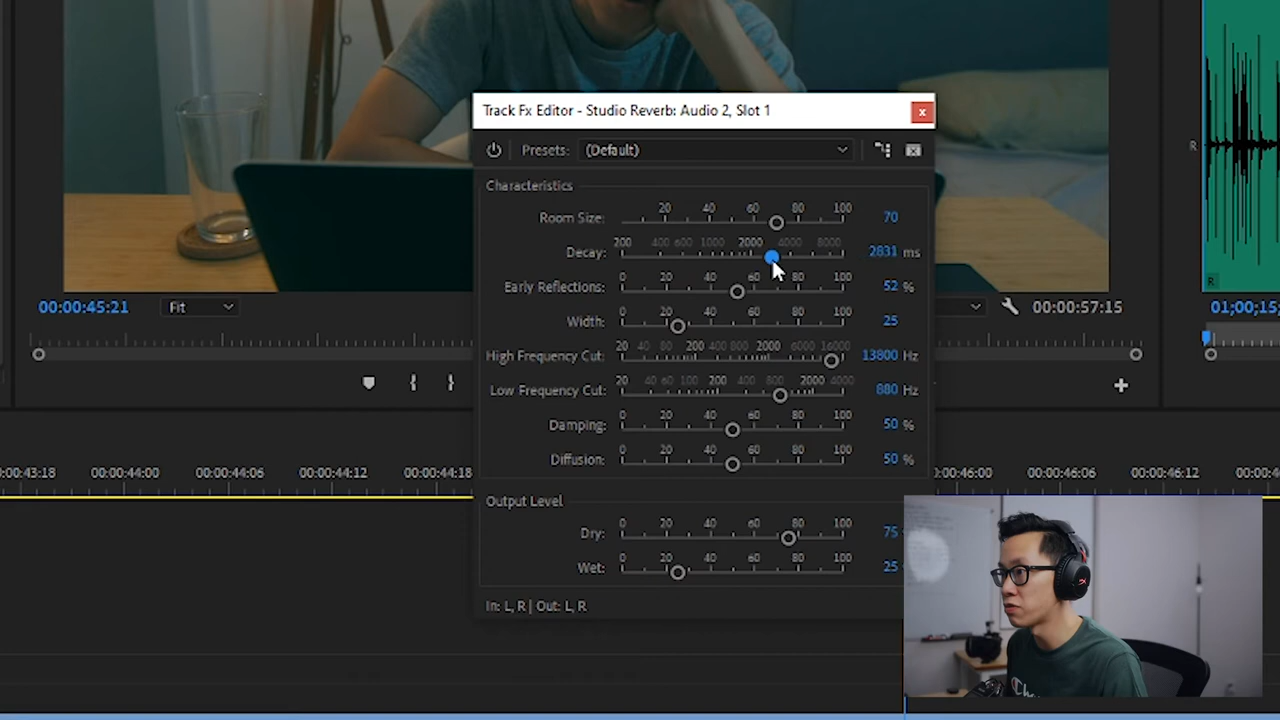 Track Fx Editor - Studio Reverb: Audio 2, Slot 1
x
Presets: (Default)
Characteristics
Room Size: 20 40 60 80 100 70
Decay: 200 400 600 1000 2000 4000 8000 2831 ms
Early Reflections: 0 20 40 60 80 100 52 %
Width: 0 20 40 60 80 100 25
High Frequency Cut: 20 40 80 200 400 800 2000 6000 16000 13800 Hz
Low Frequency Cut: 20 40 60 100 200 400 800 2000 4000 880 Hz
Damping: 0 20 40 60 80 100 50 %
Diffusion: 0 20 40 60 80 100 50 %
Output Level
Dry: 0 20 40 60 80 100 75
Wet: 0 20 40 60 80 100 25
In: L, R | Out: L, R
00:00:45:21 Fit 00:00:57:15 01;00;15;
R
R
{ }
:00:43:18 00:00:44:00 00:00:44:06 00:00:44:12 00:00:44:18 00:00:46:00 00:00:46:06 00:00:46:12 00:00:4
Champion